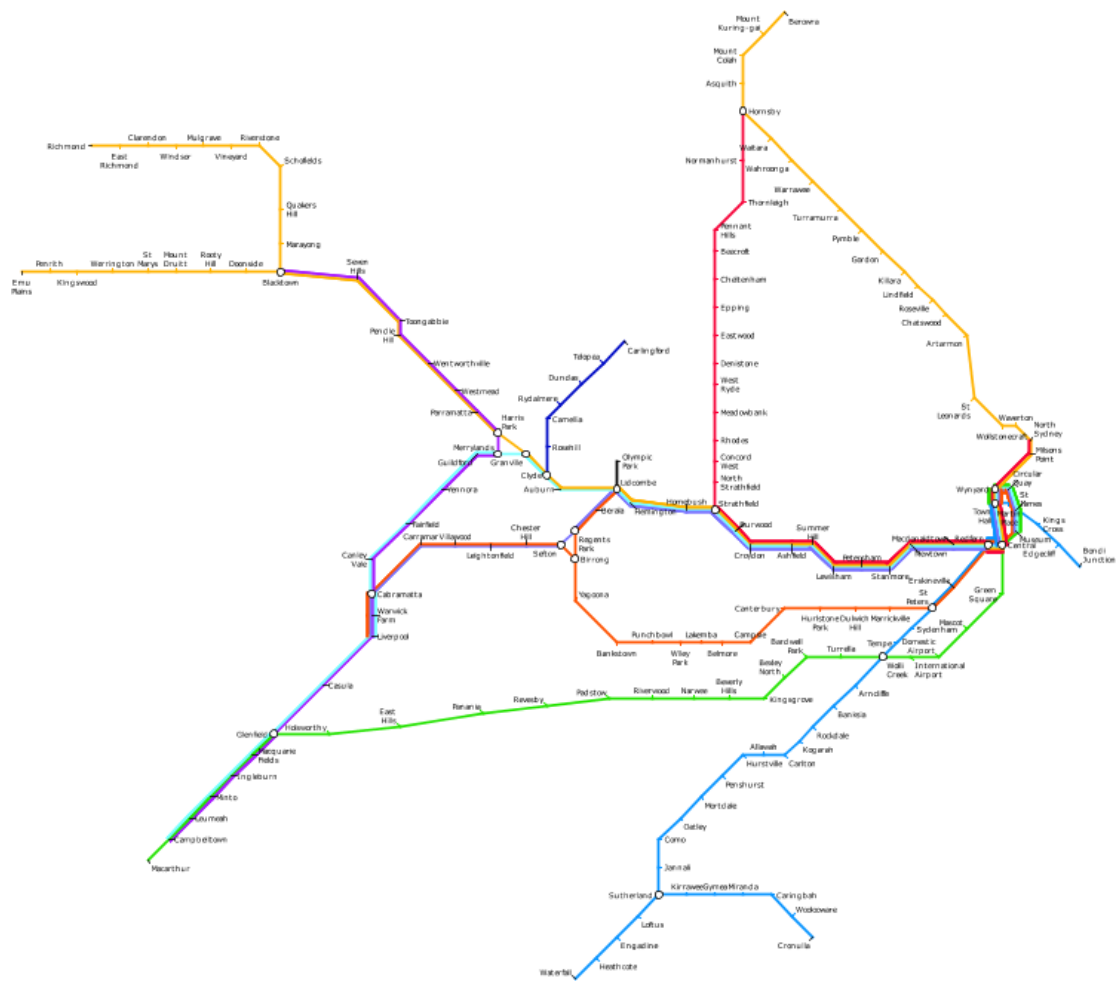 Mount
Kuring-gai
Berowra
Mount
Colah
Asquith
Hornsby
Waitara
Normanhurst
Wahroonga
Warrawee
Thornleigh
Turramurra
Pennant
Hills
Pymble
Beecroft
Gordon
Cheltenham
Killara
Lindfield
Epping
Roseville
Chatswood
Eastwood
Artarmon
Denistone
West
Ryde
Meadowbank
St
Leonards
Waverton
Wollstonecraft
North
Sydney
Milsons
Point
Rhodes
Concord
West
North
Strathfield
Strathfield
Richmond
East
Richmond
Clarendon
Windsor
Mulgrave
Vineyard
Riverstone
Schofields
Quakers
Hill
Marayong
Emu
Plains
Penrith
Kingswood
Werrington
St
Marys
Mount
Druitt
Rooty
Hill
Doonside
Blacktown
Seven
Hills
Toongabbie
Pendle
Hill
Wentworthville
Westmead
Parramatta
Harris
Park
Merrylands
Granville
Guildford
Clyde
Auburn
Carlingford
Telopea
Dundas
Rydalmere
Camellia
Rosehill
Olympic
Park
Lidcombe
Berala
Flemington
Homebush
Burwood
Croydon
Ashfield
Summer
Hill
Lewisham
Petersham
Stanmore
Newtown
Macdonaldtown
Redfern
Central
Circular
Quay
Wynyard
Town
Hall
St
James
Martin
Place
Museum
Kings
Cross
Edgecliff
Bondi
Junction
Yennora
Fairfield
Canley
Vale
Cabramatta
Carramar
Villawood
Leightonfield
Chester
Hill
Sefton
Regents
Park
Birrong
Yagoona
Bankstown
Punchbowl
Wiley
Park
Lakemba
Belmore
Campsie
Canterbury
Hurlstone
Park
Dulwich
Hill
Marrickville
Erskineville
St
Peters
Sydenham
Tempe
Green
Square
Mascot
Domestic
Airport
International
Airport
Wolli
Creek
Turrella
Bardwell
Park
Bexley
North
Kingsgrove
Beverly
Hills
Narwee
Riverwood
Padstow
Revesby
Panania
East
Hills
Holsworthy
Glenfield
Warwick
Farm
Liverpool
Casula
Macquarie
Fields
Ingleburn
Minto
Leumeah
Campbelltown
Macarthur
Arncliffe
Banksia
Rockdale
Kogarah
Carlton
Allawah
Hurstville
Penshurst
Mortdale
Oatley
Como
Jannali
Sutherland
Kirrawee
Gymea
Miranda
Caringbah
Woolooware
Cronulla
Loftus
Engadine
Heathcote
Waterfall